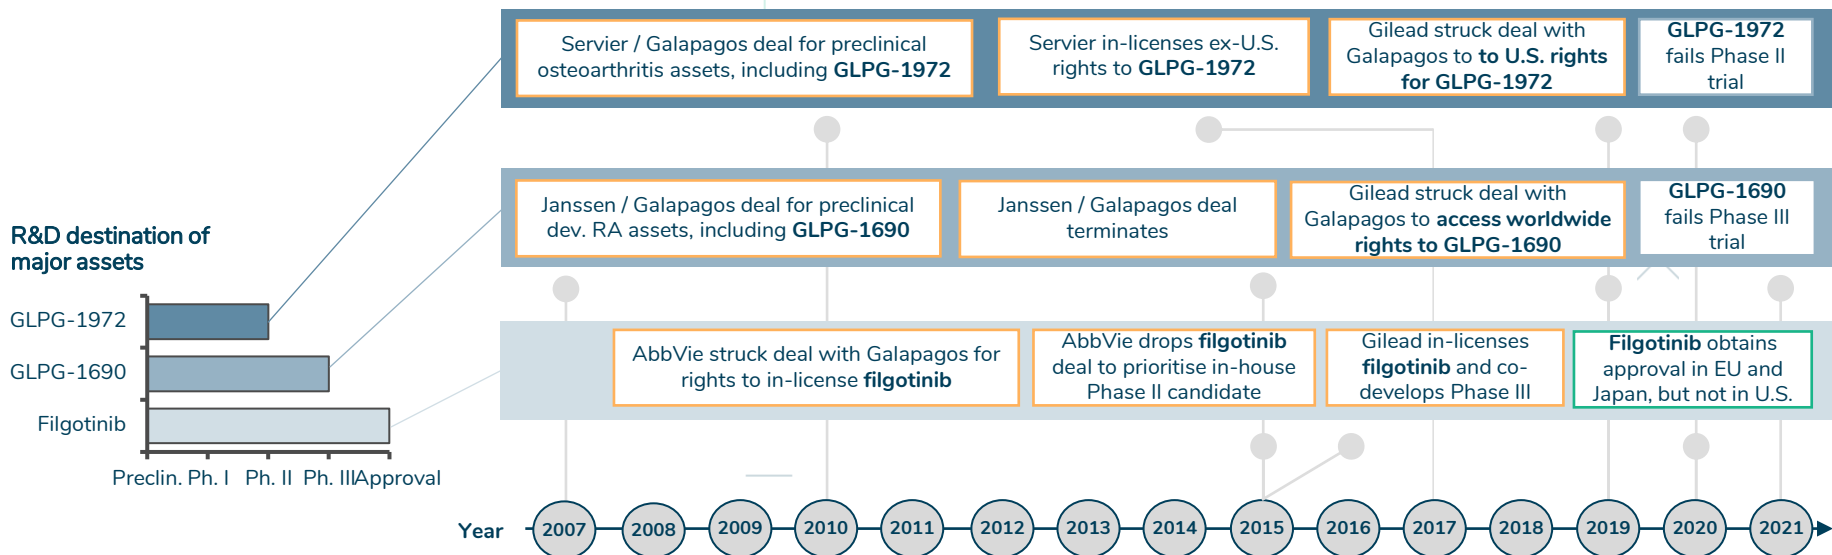 Servier / Galapagos deal for preclinical
osteoarthritis assets, including GLPG-1972
Servier in-licenses ex-U.S.
rights to GLPG-1972
Gilead struck deal with
Galapagos to to U.S. rights
for GLPG-1972
GLPG-1972
fails Phase II
trial
Janssen / Galapagos deal for preclinical
dev. RA assets, including GLPG-1690
Janssen / Galapagos deal
terminates
Gilead struck deal with
Galapagos to access worldwide
rights to GLPG-1690
GLPG-1690
fails Phase III
trial
R&D destination of
major assets
GLPG-1972
GLPG-1690
Filgotinib
Preclin. Ph. I Ph. II Ph. III Approval
AbbVie struck deal with Galapagos for
rights to in-license filgotinib
AbbVie drops filgotinib
deal to prioritise in-house
Phase II candidate
Gilead in-licenses
filgotinib and co-
develops Phase III
Filgotinib obtains
approval in EU and
Japan, but not in U.S.
Year 2007 2008 2009 2010 2011 2012 2013 2014 2015 2016 2017 2018 2019 2020 2021